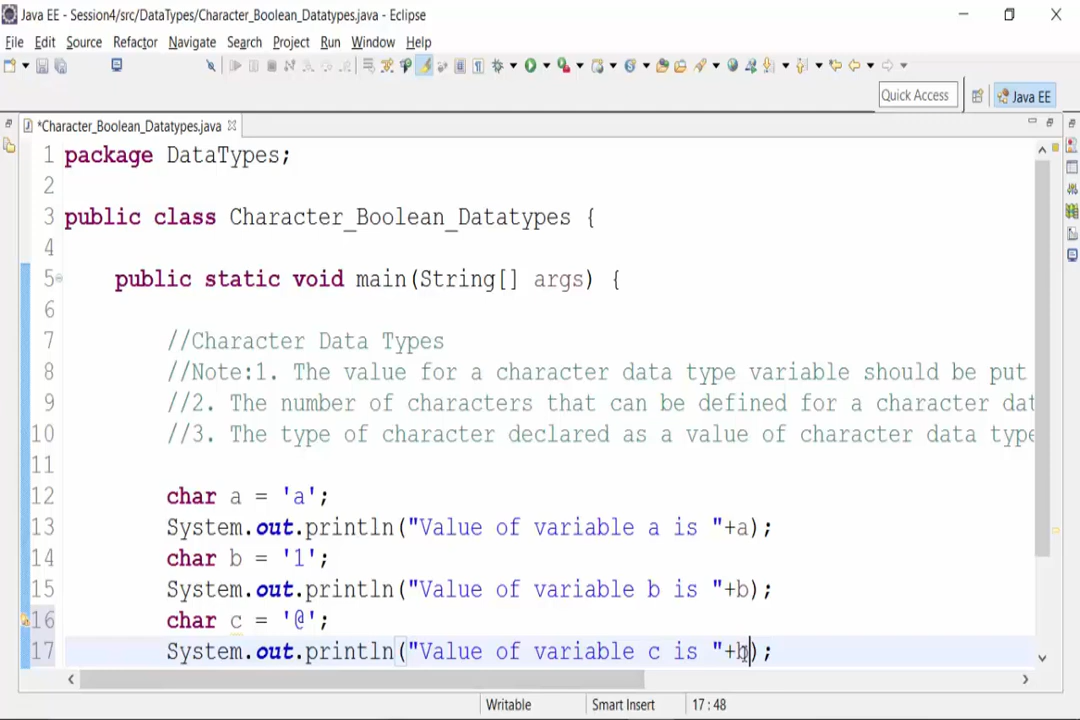 Java EE - Session4/src/DataTypes/Character_Boolean_Datatypes.java - Eclipse
File Edit Source Refactor Navigate Search Project Run Window Help
Quick Access
Java EE
*Character_Boolean_Datatypes.java
1 package DataTypes;
2
3 public class Character_Boolean_Datatypes {
4
5 public static void main(String[] args) {
6
7 //Character Data Types
8 //Note:1. The value for a character data type variable should be put
9 //2. The number of characters that can be defined for a character dat
10 //3. The type of character declared as a value of character data type
11
12 char a = 'a';
13 System.out.println("Value of variable a is "+a);
14 char b = '1';
15 System.out.println("Value of variable b is "+b);
16 char c = '@';
17 System.out.println("Value of variable c is "+b);
Writable Smart Insert 17 : 48